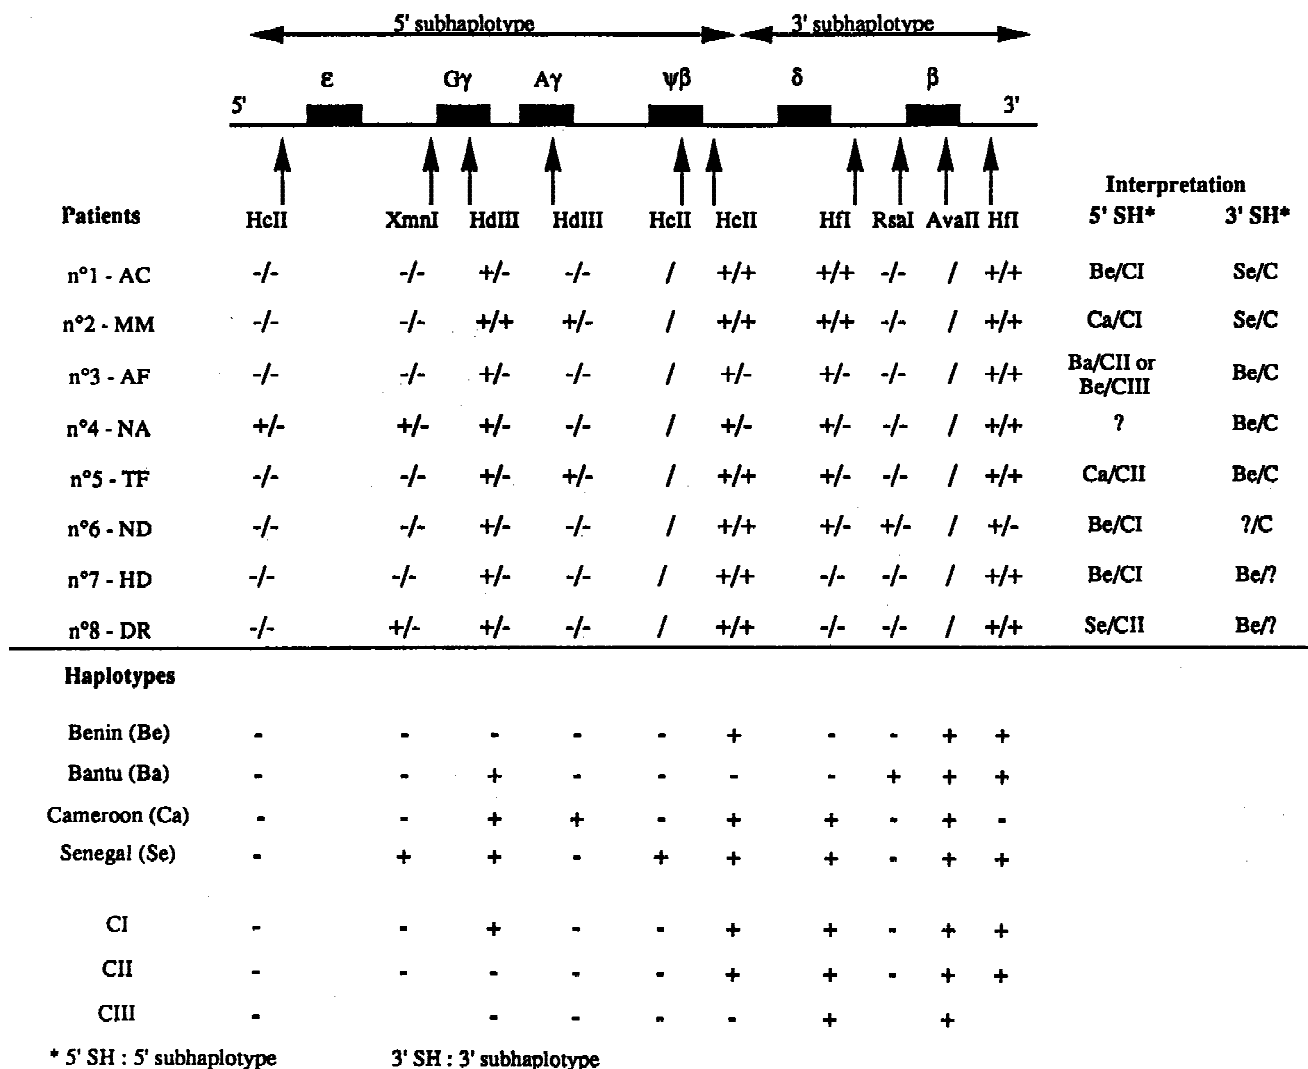 5' subhaplotype 3' subhaplotype
ε Gγ Aγ ψβ δ β
5' 3'
Interpretation
Patients HcII XmnI HdIII HdIII HcII HcII HfI RsaI AvaII HfI 5' SH* 3' SH*
n°1 - AC -/- -/- +/- -/- / +/+ +/+ -/- / +/+ Be/CI Se/C
n°2 - MM -/- -/- +/+ +/- / +/+ +/+ -/- / +/+ Ca/CI Se/C
n°3 - AF -/- -/- +/- -/- / +/- +/- -/- / +/+ Ba/CII or Be/CIII Be/C
n°4 - NA +/- +/- +/- -/- / +/- +/- -/- / +/+ ? Be/C
n°5 - TF -/- -/- +/- +/- / +/+ +/- -/- / +/+ Ca/CII Be/C
n°6 - ND -/- -/- +/- -/- / +/+ +/- +/- / +/- Be/CI ?/C
n°7 - HD -/- -/- +/- -/- / +/+ -/- -/- / +/+ Be/CI Be/?
n°8 - DR -/- +/- +/- -/- / +/+ -/- -/- / +/+ Se/CII Be/?
Haplotypes
Benin (Be) - - - - - + - - + +
Bantu (Ba) - - + - - - - + + +
Cameroon (Ca) - - + + - + + - + -
Senegal (Se) - + + - + + + - + +
CI - - + - - + + - + +
CII - - - - - + + - + +
CIII - - - - - + +
* 5' SH : 5' subhaplotype 3' SH : 3' subhaplotype